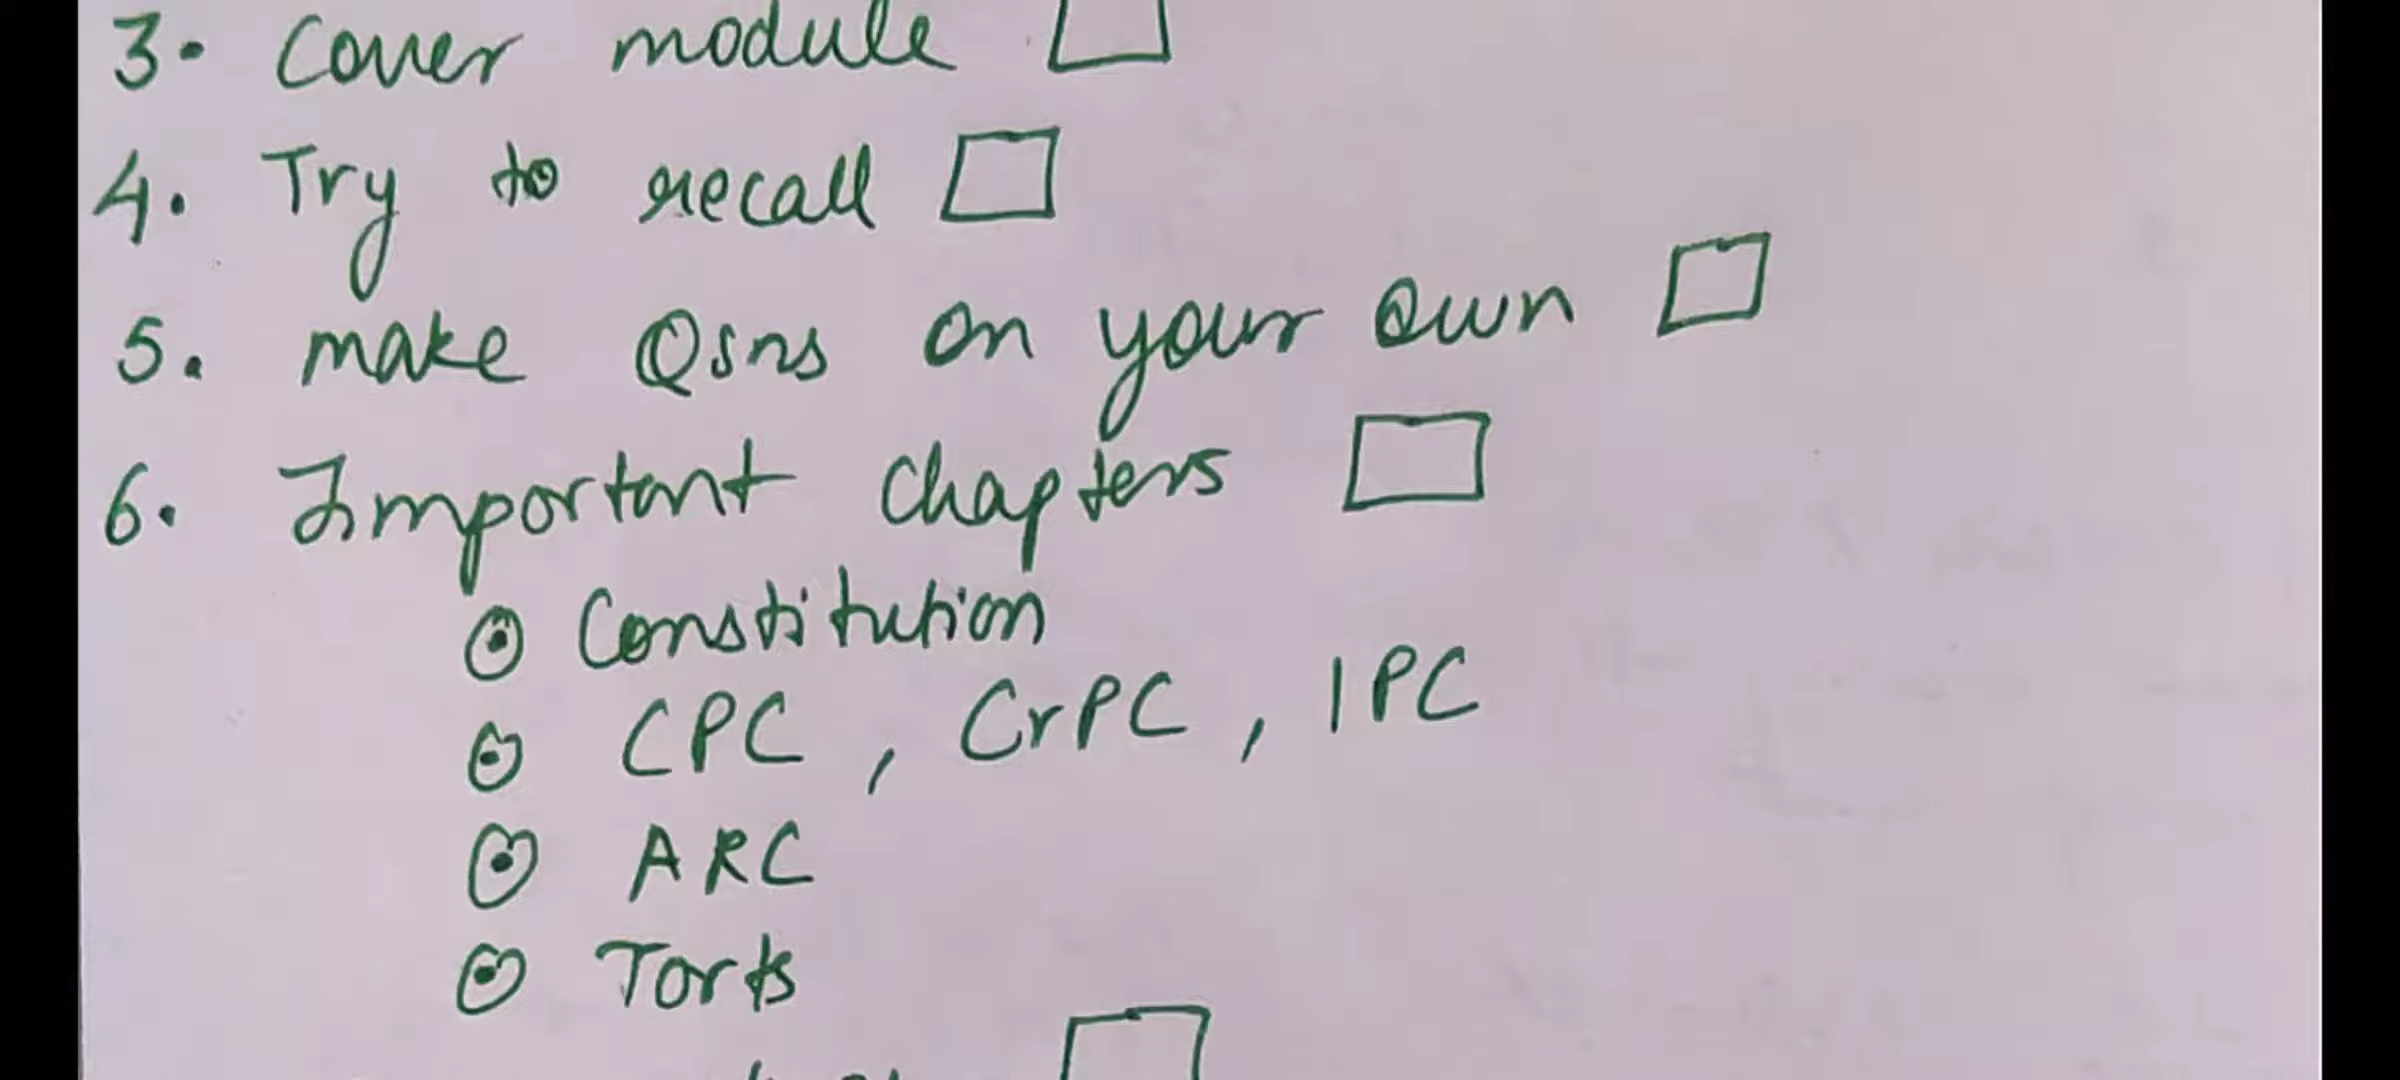 3. Cover module
4. Try to recall
5. make Qsns on your own
6. Important chapters
Constitution
CPC, CrPC, IPC
ARC
Torts